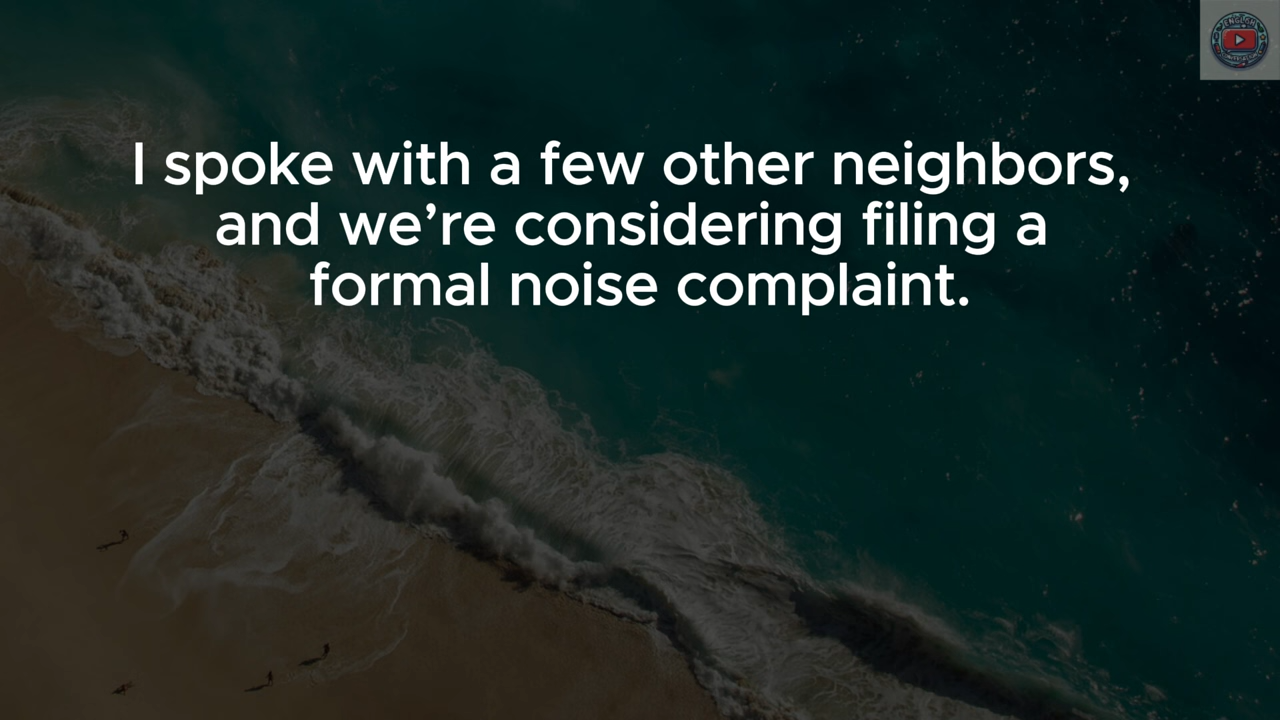 I spoke with a few other neighbors,
and we’re considering filing a
formal noise complaint.